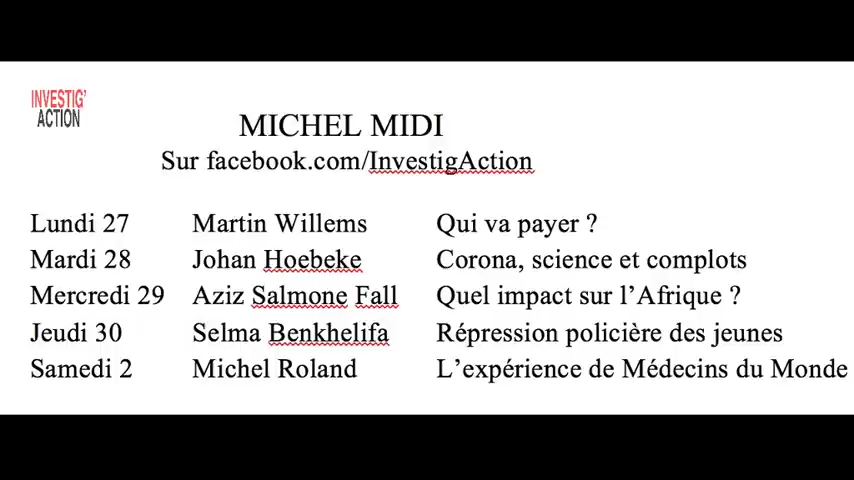 INVESTIG'
ACTION
MICHEL MIDI
Sur facebook.com/InvestigAction
Lundi 27 Martin Willems Qui va payer ?
Mardi 28 Johan Hoebeke Corona, science et complots
Mercredi 29 Aziz Salmone Fall Quel impact sur l’Afrique ?
Jeudi 30 Selma Benkhelifa Répression policière des jeunes
Samedi 2 Michel Roland L’expérience de Médecins du Monde